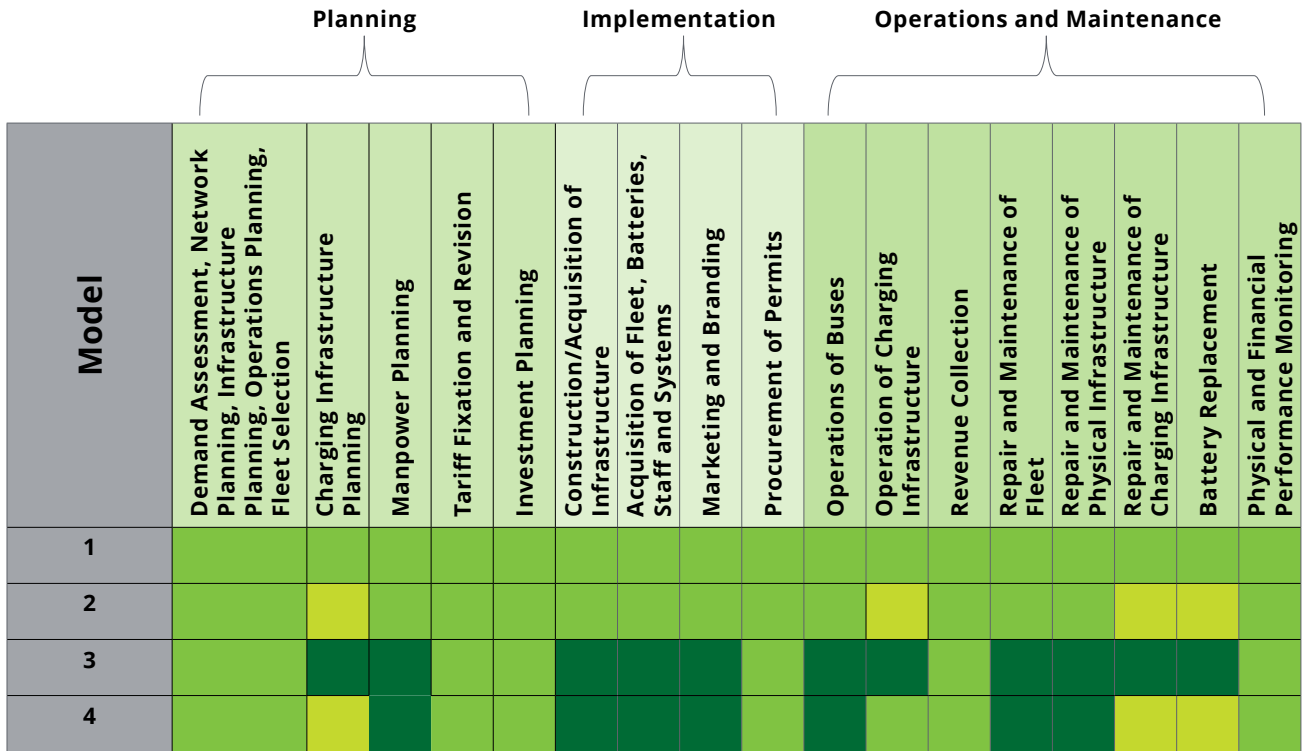 Planning
Implementation
Operations and Maintenance
Model
Demand Assessment, Network
Planning, Infrastructure
Planning, Operations Planning,
Fleet Selection
Charging Infrastructure
Planning
Manpower Planning
Tariff Fixation and Revision
Investment Planning
Construction/Acquisition of
Infrastructure
Acquisition of Fleet, Batteries,
Staff and Systems
Marketing and Branding
Procurement of Permits
Operations of Buses
Operation of Charging
Infrastructure
Revenue Collection
Repair and Maintenance of
Fleet
Repair and Maintenance of
Physical Infrastructure
Repair and Maintenance of
Charging Infrastructure
Battery Replacement
Physical and Financial
Performance Monitoring
1
2
3
4